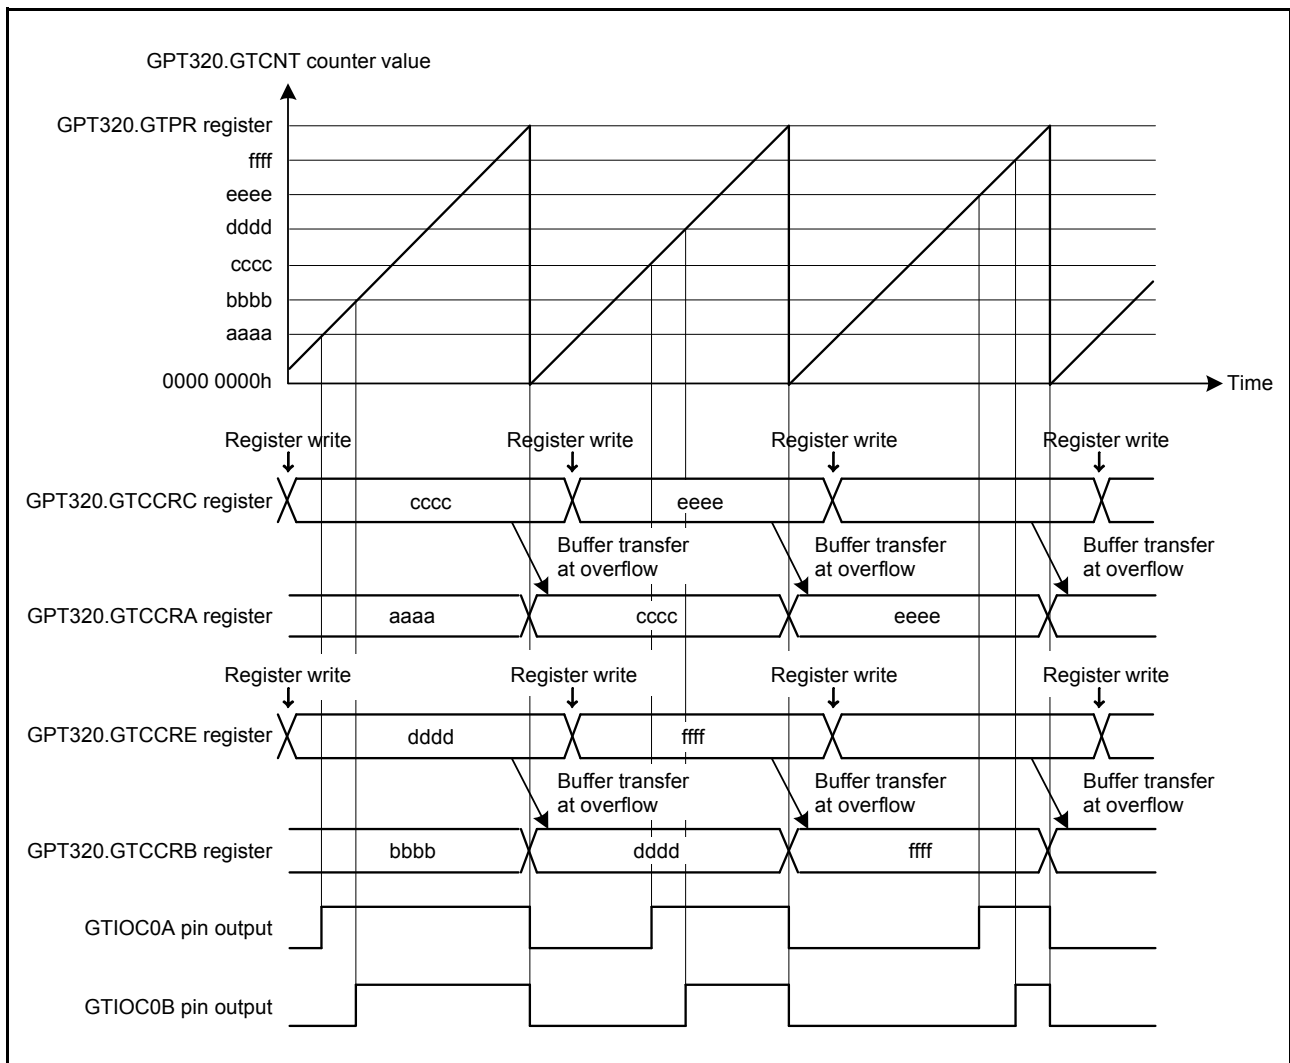 GPT320.GTCNT counter value
GPT320.GTPR register
ffff
eeee
dddd
cccc
bbbb
aaaa
0000 0000h
Time
Register write Register write Register write Register write
GPT320.GTCCRC register cccc eeee
Buffer transfer at overflow Buffer transfer at overflow Buffer transfer at overflow
GPT320.GTCCRA register aaaa cccc eeee
Register write Register write Register write Register write
GPT320.GTCCRE register dddd ffff
Buffer transfer at overflow Buffer transfer at overflow Buffer transfer at overflow
GPT320.GTCCRB register bbbb dddd ffff
GTIOC0A pin output
GTIOC0B pin output